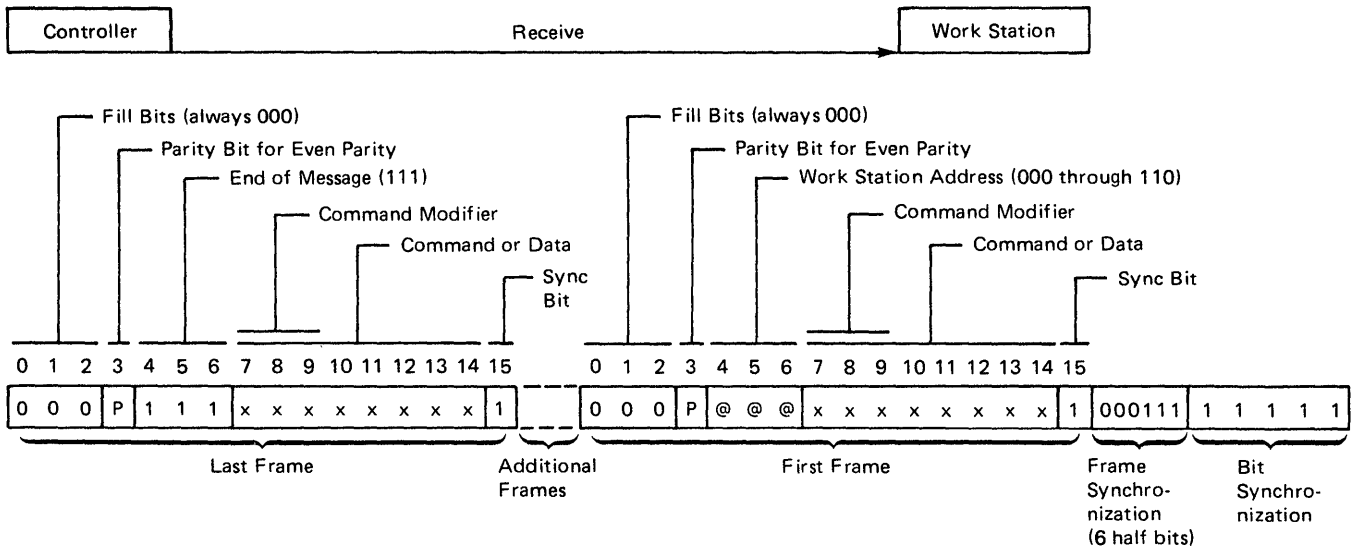 Controller
Receive
Work Station
Fill Bits (always 000)
Parity Bit for Even Parity
End of Message (111)
Command Modifier
Command or Data
Sync
Bit
Fill Bits (always 000)
Parity Bit for Even Parity
Work Station Address (000 through 110)
Command Modifier
Command or Data
Sync Bit
0 1 2 3 4 5 6 7 8 9 10 11 12 13 14 15
0 1 2 3 4 5 6 7 8 9 10 11 12 13 14 15
0 0 0 P 1 1 1 x x x x x x x x 1
0 0 0 P @ @ @ x x x x x x x x 1 000111 1 1 1 1 1
Last Frame
Additional
Frames
First Frame
Frame
Synchro-
nization
(6 half bits)
Bit
Synchro-
nization